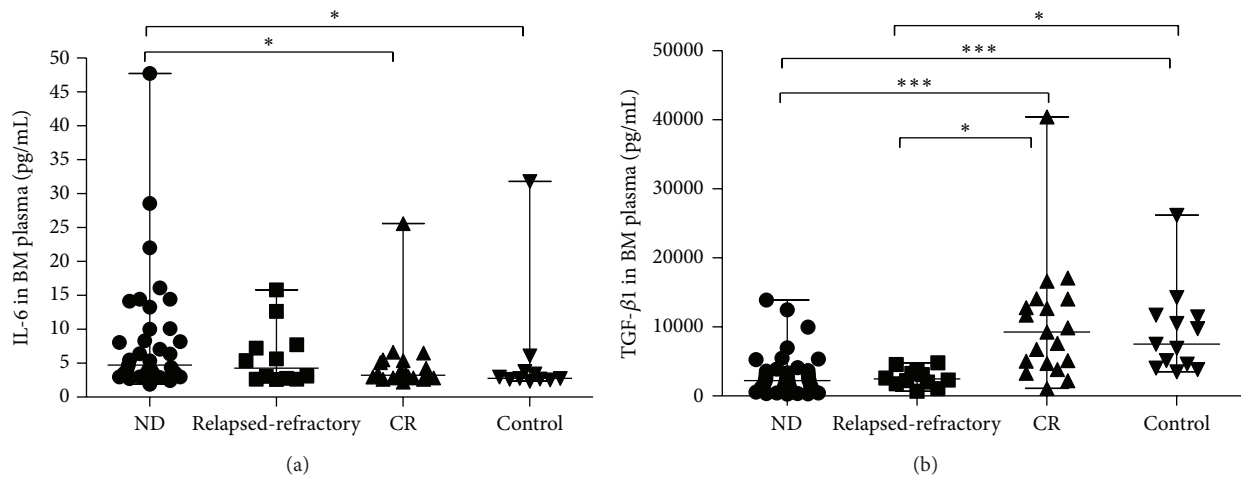 *
*
50
45
40
35
30
25
20
15
10
5
0
IL-6 in BM plasma (pg/mL)
ND
Relapsed-refractory
CR
Control
(a)
*
***
***
*
50000
40000
30000
20000
10000
0
TGF-β1 in BM plasma (pg/mL)
ND
Relapsed-refractory
CR
Control
(b)